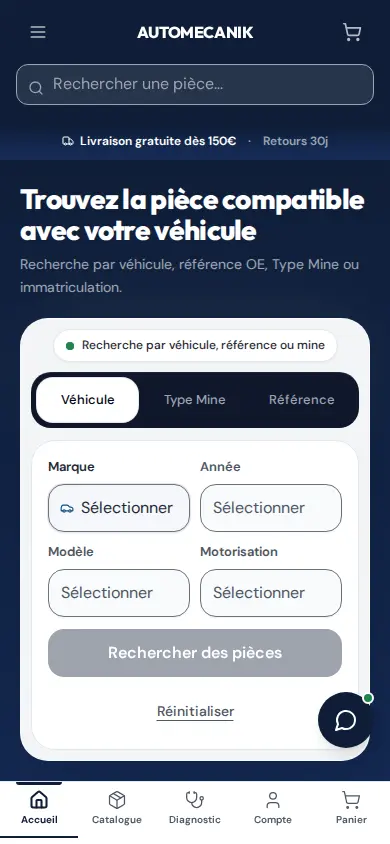 AUTOMECANIK
Rechercher une pièce...
Livraison gratuite dès 150€ · Retours 30j
Trouvez la pièce compatible
avec votre véhicule
Recherche par véhicule, référence OE, Type Mine ou
immatriculation.
Recherche par véhicule, référence ou mine
Véhicule Type Mine Référence
Marque Année
Sélectionner Sélectionner
Modèle Motorisation
Sélectionner Sélectionner
Rechercher des pièces
Réinitialiser
Accueil Catalogue Diagnostic Compte Panier